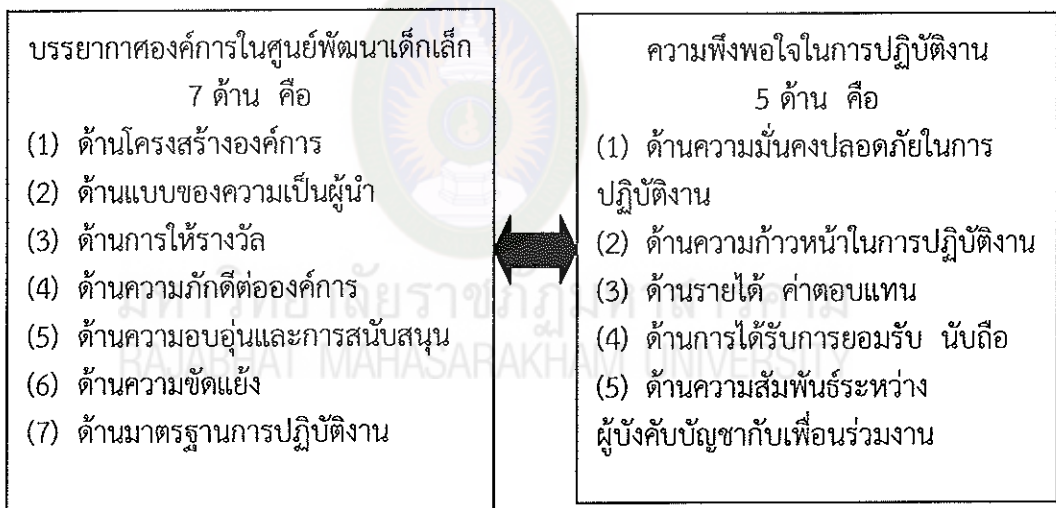 บรรยากาศองค์การในศูนย์พัฒนาเด็กเล็ก
7 ด้าน คือ
(1) ด้านโครงสร้างองค์การ
(2) ด้านแบบของความเป็นผู้นำ
(3) ด้านการให้รางวัล
(4) ด้านความภักดีต่อองค์การ
(5) ด้านความอบอุ่นและการสนับสนุน
(6) ด้านความขัดแย้ง
(7) ด้านมาตรฐานการปฏิบัติงาน
ความพึงพอใจในการปฏิบัติงาน
5 ด้าน คือ
(1) ด้านความมั่นคงปลอดภัยในการ
ปฏิบัติงาน
(2) ด้านความก้าวหน้าในการปฏิบัติงาน
(3) ด้านรายได้ ค่าตอบแทน
(4) ด้านการได้รับการยอมรับ นับถือ
(5) ด้านความสัมพันธ์ระหว่าง
ผู้บังคับบัญชากับเพื่อนร่วมงาน
มหาวิทยาลัยราชภัฏมหาสารคาม
RAJABHAT MAHASARAKHAM UNIVERSITY